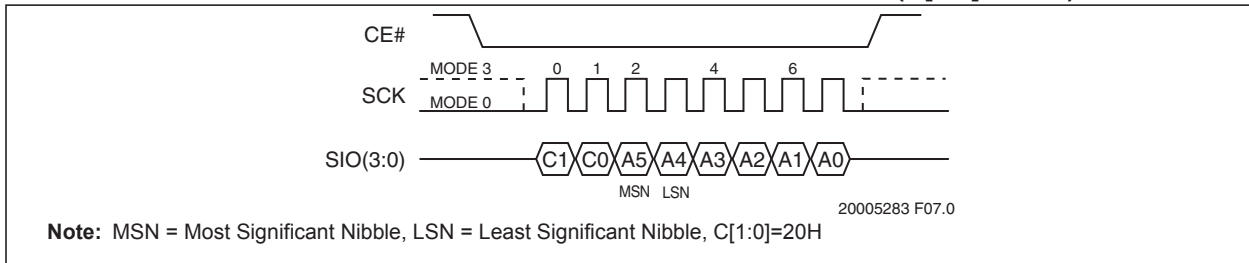 CE#
MODE 3
0 1 2 4 6
SCK
MODE 0
SIO(3:0)
C1 C0 A5 A4 A3 A2 A1 A0
MSN LSN
20005283 F07.0
Note: MSN = Most Significant Nibble, LSN = Least Significant Nibble, C[1:0]=20H